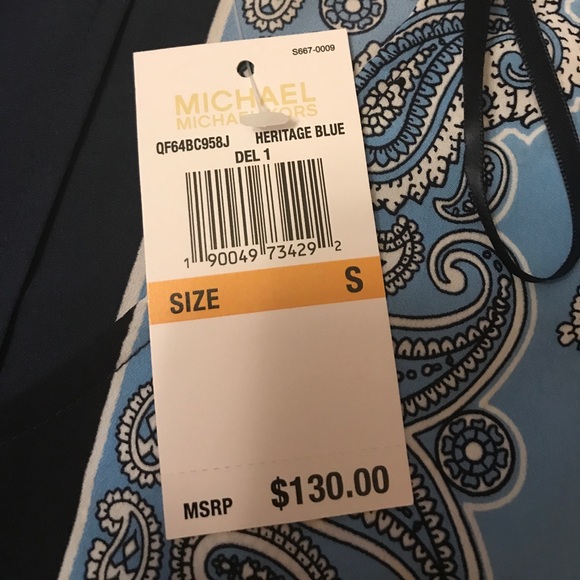 S667-0009
MICHAEL
MICHAEL KORS
QF64BC958J HERITAGE BLUE
DEL 1
1 90049 73429 2
SIZE S
MSRP $130.00